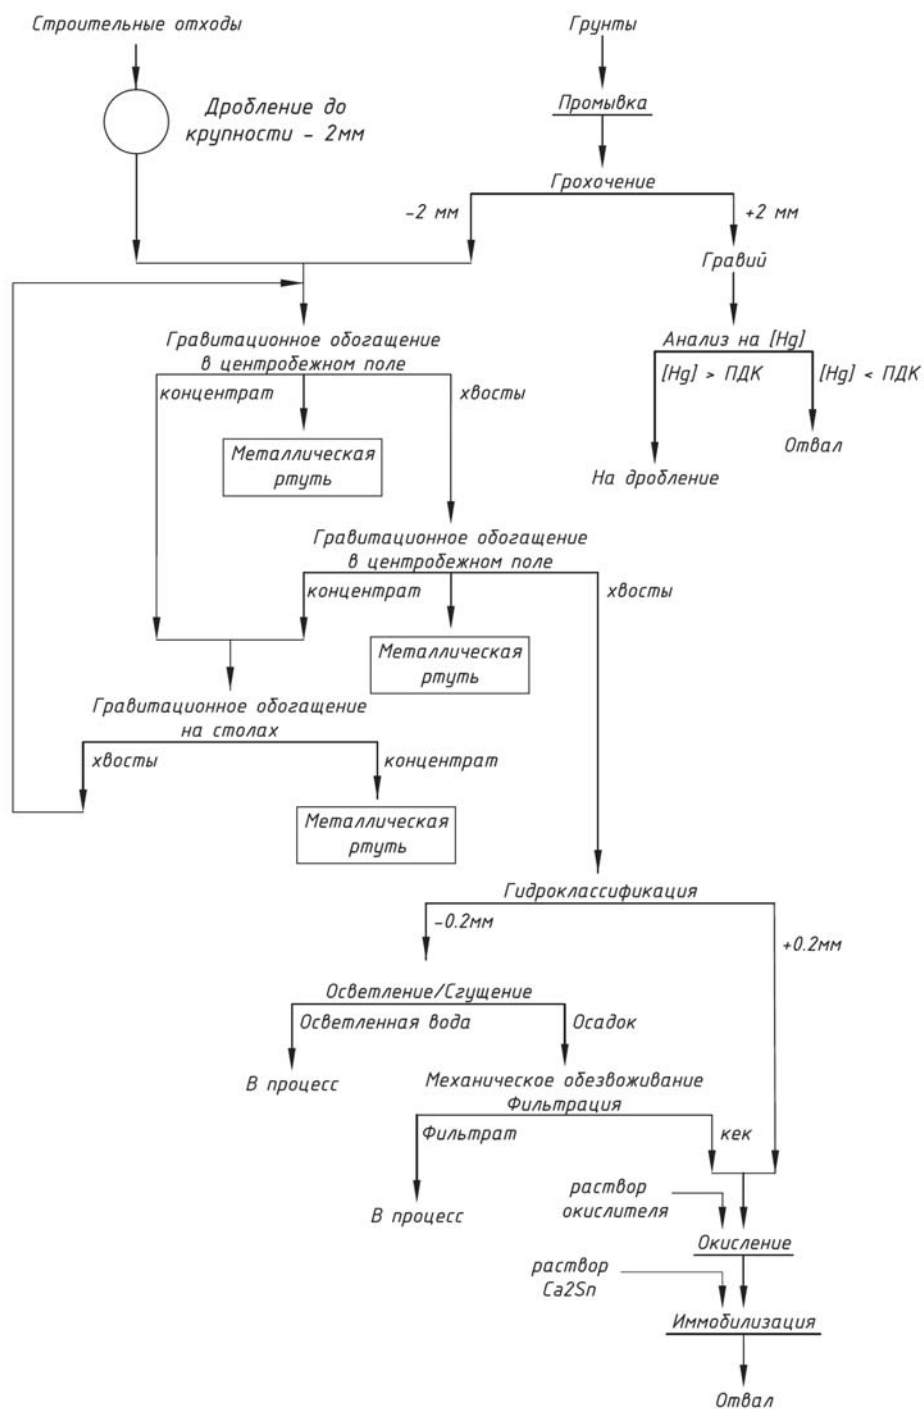 Строительные отходы
Грунты
Дробление до
крупности - 2мм
Промывка
Грохочение
-2 мм
+2 мм
Гравий
Анализ на [Hg]
[Hg] > ПДК
[Hg] < ПДК
На дробление
Отвал
Гравитационное обогащение
в центробежном поле
концентрат
хвосты
Металлическая
ртуть
Гравитационное обогащение
в центробежном поле
концентрат
хвосты
Металлическая
ртуть
Гравитационное обогащение
на столах
хвосты
концентрат
Металлическая
ртуть
Гидроклассификация
-0.2мм
+0.2мм
Осветление/Сгущение
Осветленная вода
Осадок
В процесс
Механическое обезвоживание
Фильтрация
Фильтрат
кек
В процесс
раствор
окислителя
Окисление
раствор
Ca2Sn
Иммобилизация
Отвал